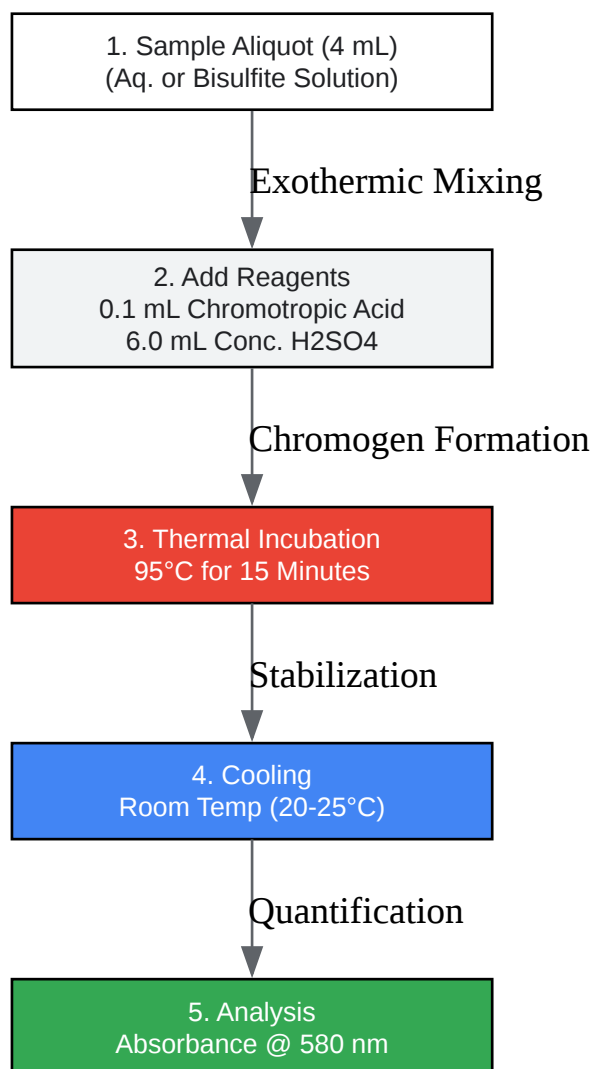 1. Sample Aliquot (4 mL)
(Aq. or Bisulfite Solution)
Exothermic Mixing
2. Add Reagents
0.1 mL Chromotropic Acid
6.0 mL Conc. H2SO4
Chromogen Formation
3. Thermal Incubation
95°C for 15 Minutes
Stabilization
4. Cooling
Room Temp (20-25°C)
Quantification
5. Analysis
Absorbance @ 580 nm